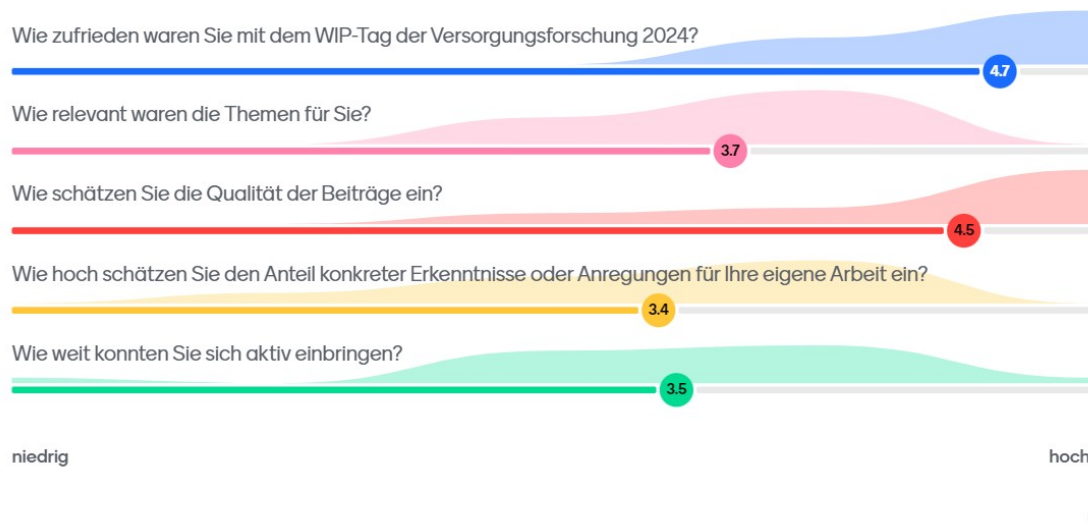 Wie zufrieden waren Sie mit dem WIP-Tag der Versorgungsforschung 2024?
4.7
Wie relevant waren die Themen für Sie?
3.7
Wie schätzen Sie die Qualität der Beiträge ein?
4.5
Wie hoch schätzen Sie den Anteil konkreter Erkenntnisse oder Anregungen für Ihre eigene Arbeit ein?
3.4
Wie weit konnten Sie sich aktiv einbringen?
3.5
niedrig hoch